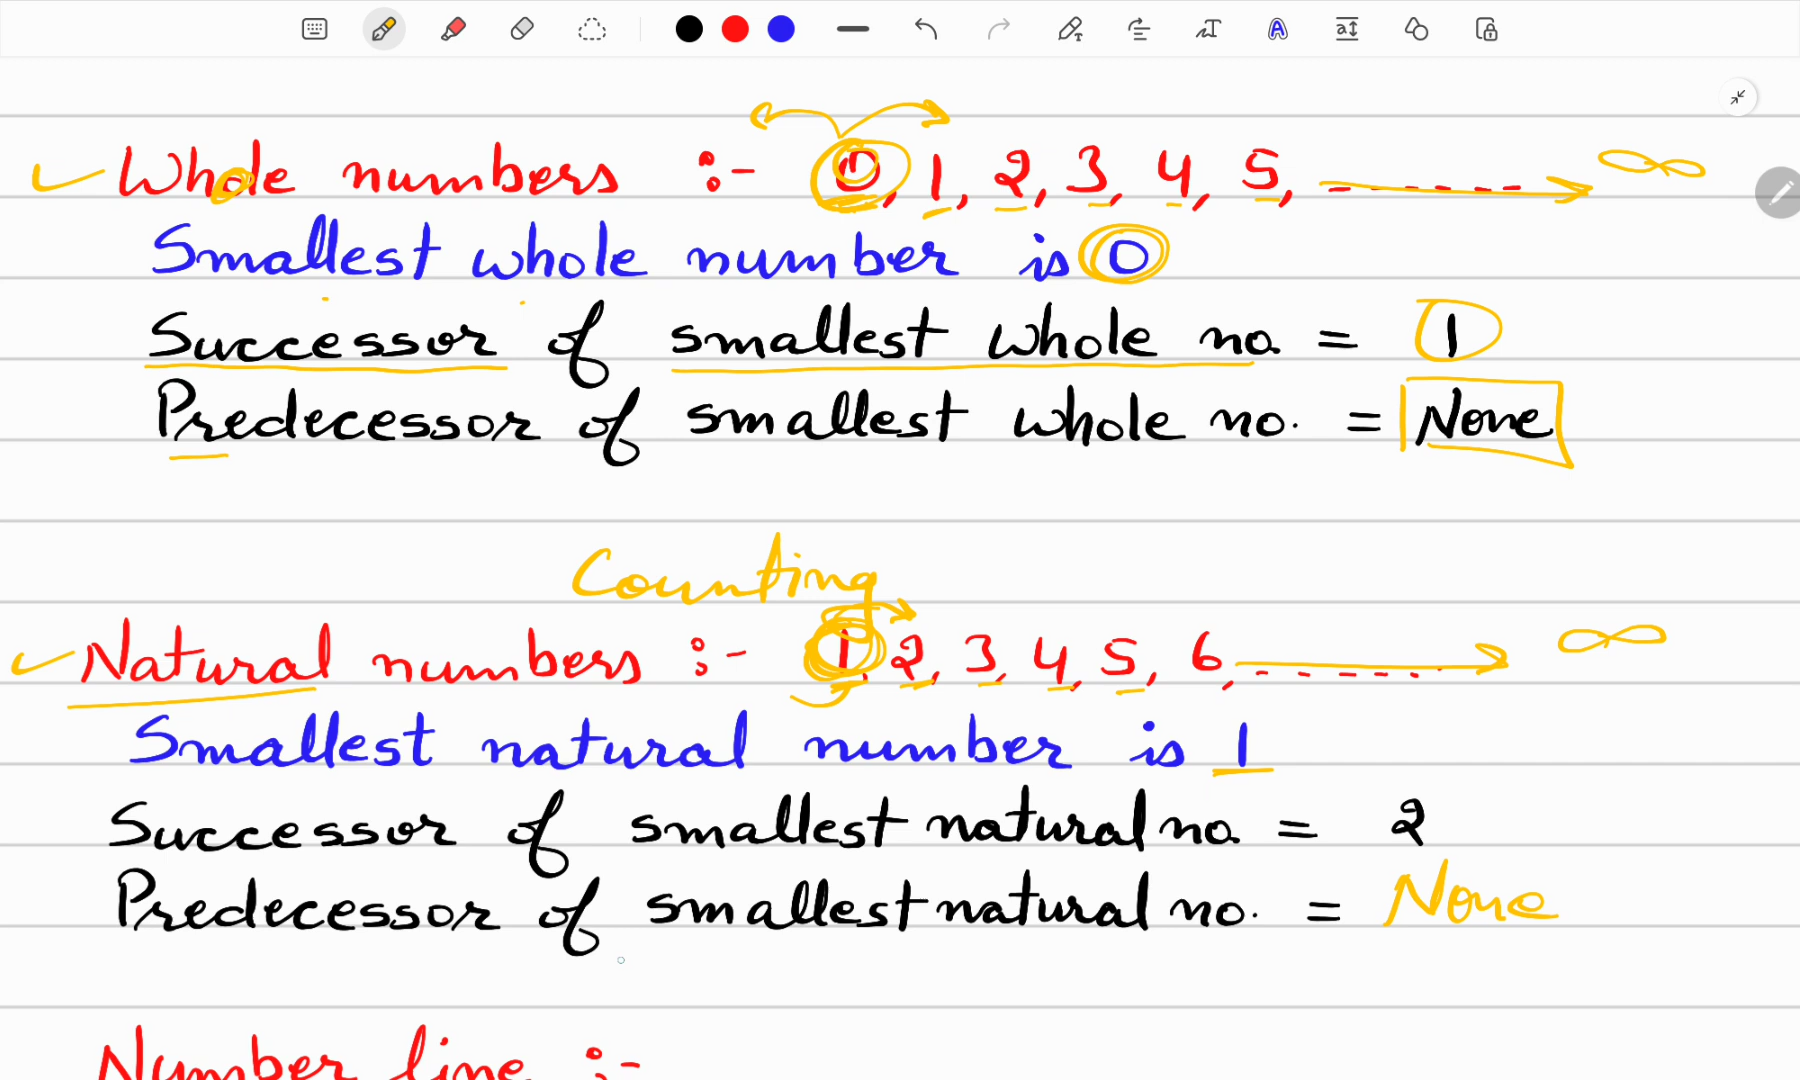 Whole numbers :- 0, 1, 2, 3, 4, 5, ------- ∞
Smallest whole number is 0
Successor of smallest whole no. = 1
Predecessor of smallest whole no. = None
Counting
Natural numbers :- 1, 2, 3, 4, 5, 6, ------- ∞
Smallest natural number is 1
Successor of smallest natural no. = 2
Predecessor of smallest natural no. = None
Number line :-